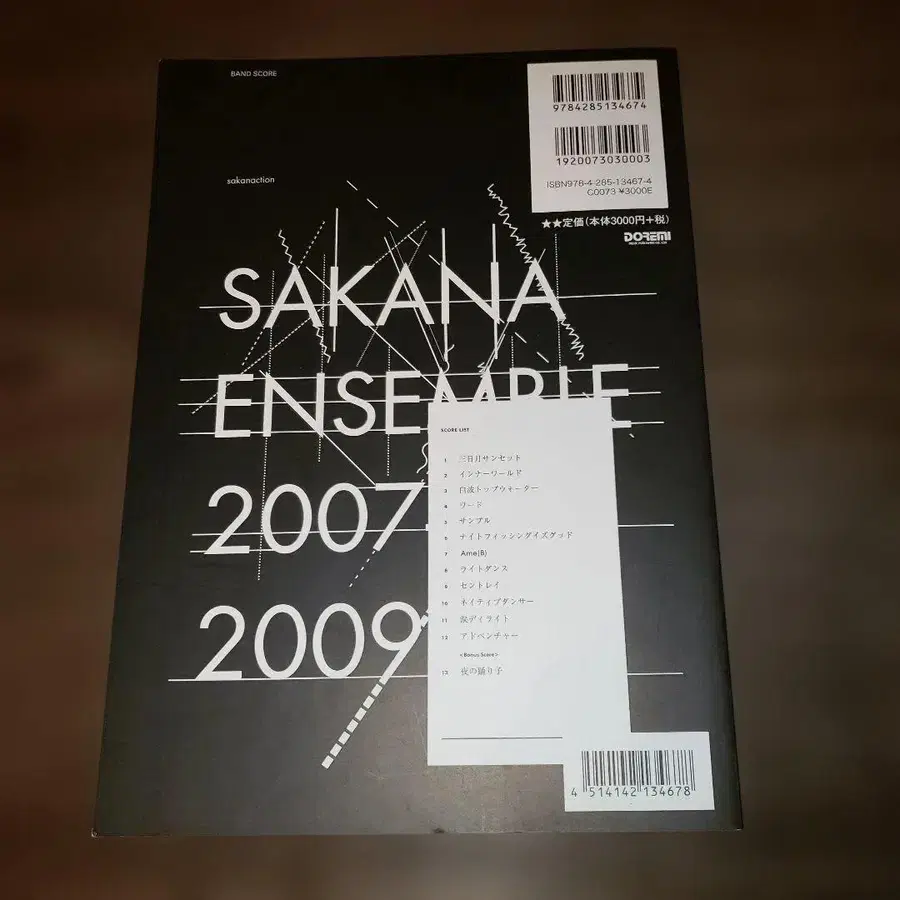 BAND SCORE
9784285134674
1920073030003
ISBN978-4-285-13467-4
C0073 ¥3000E
★★定価(本体3000円+税)
DOREMI
sakanaction
SAKANA
ENSEMBLE
2007
2009
SCORE LIST
1 三日月サンセット
2 インナーワールド
3 白波トップウォーター
4 ワード
5 サンプル
6 ナイトフィッシングイズグッド
7 Ame(B)
8 ライトダンス
9 セントレイ
10 ネイティブダンサー
11 涙ディライト
12 アドベンチャー
<Bonus Score>
13 夜の踊り子
4 514142 134678